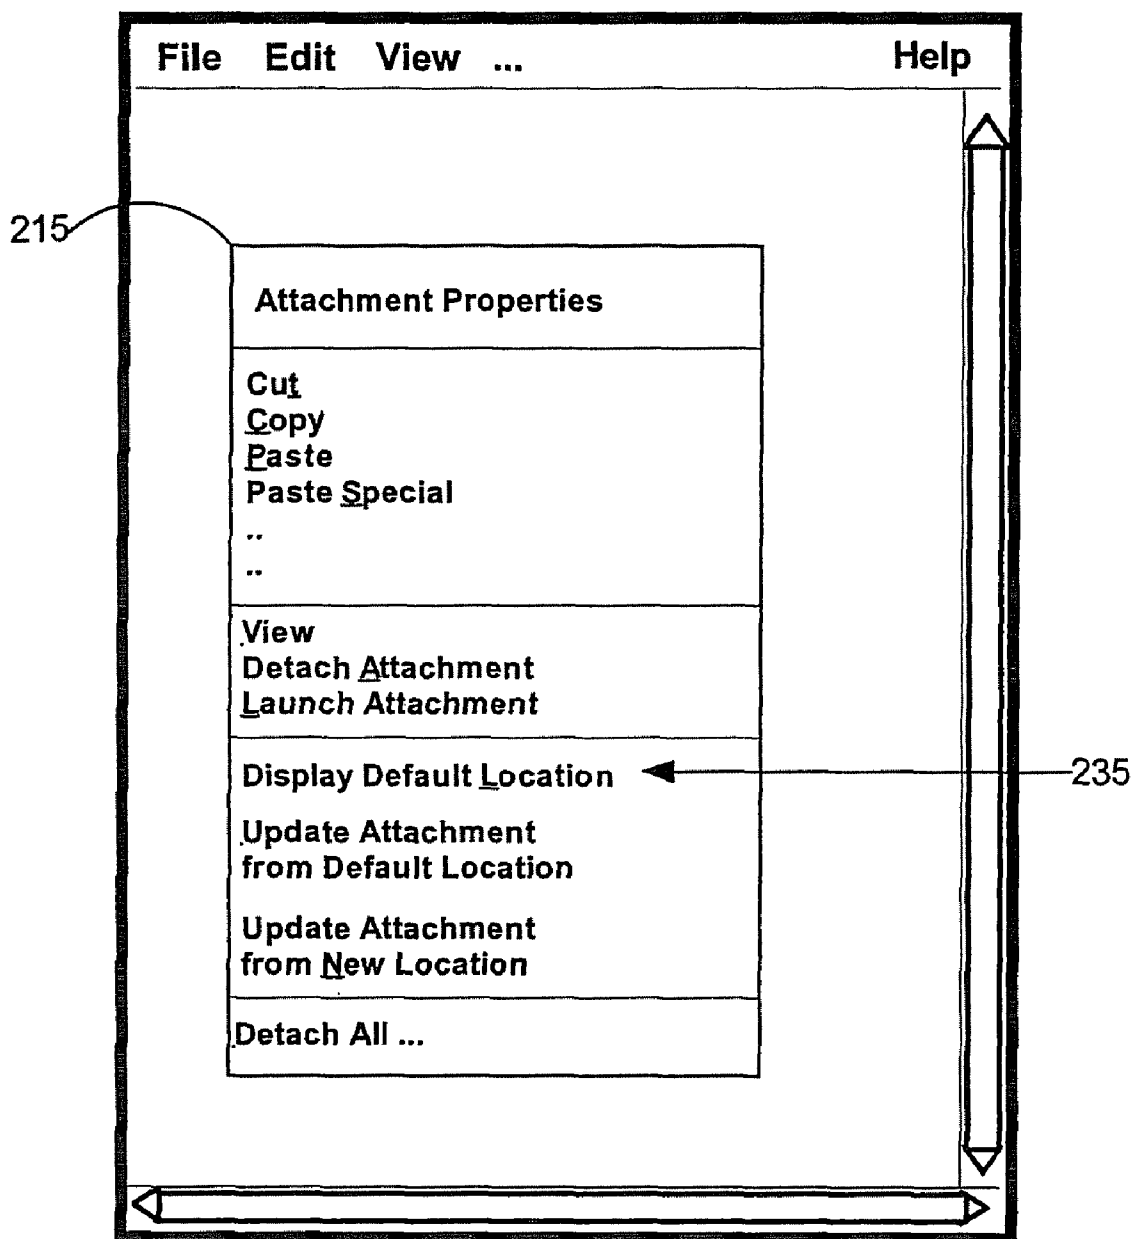 File Edit View ... Help
215
Attachment Properties
Cut
Copy
Paste
Paste Special
..
..
View
Detach Attachment
Launch Attachment
Display Default Location
235
Update Attachment
from Default Location
Update Attachment
from New Location
Detach All ...